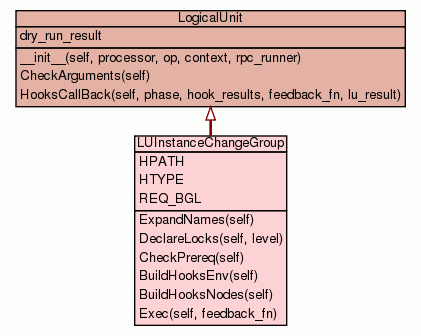 LogicalUnit
dry_run_result
__init__(self, processor, op, context, rpc_runner)
CheckArguments(self)
HooksCallBack(self, phase, hook_results, feedback_fn, lu_result)
LUInstanceChangeGroup
HPATH
HTYPE
REQ_BGL
ExpandNames(self)
DeclareLocks(self, level)
CheckPrereq(self)
BuildHooksEnv(self)
BuildHooksNodes(self)
Exec(self, feedback_fn)